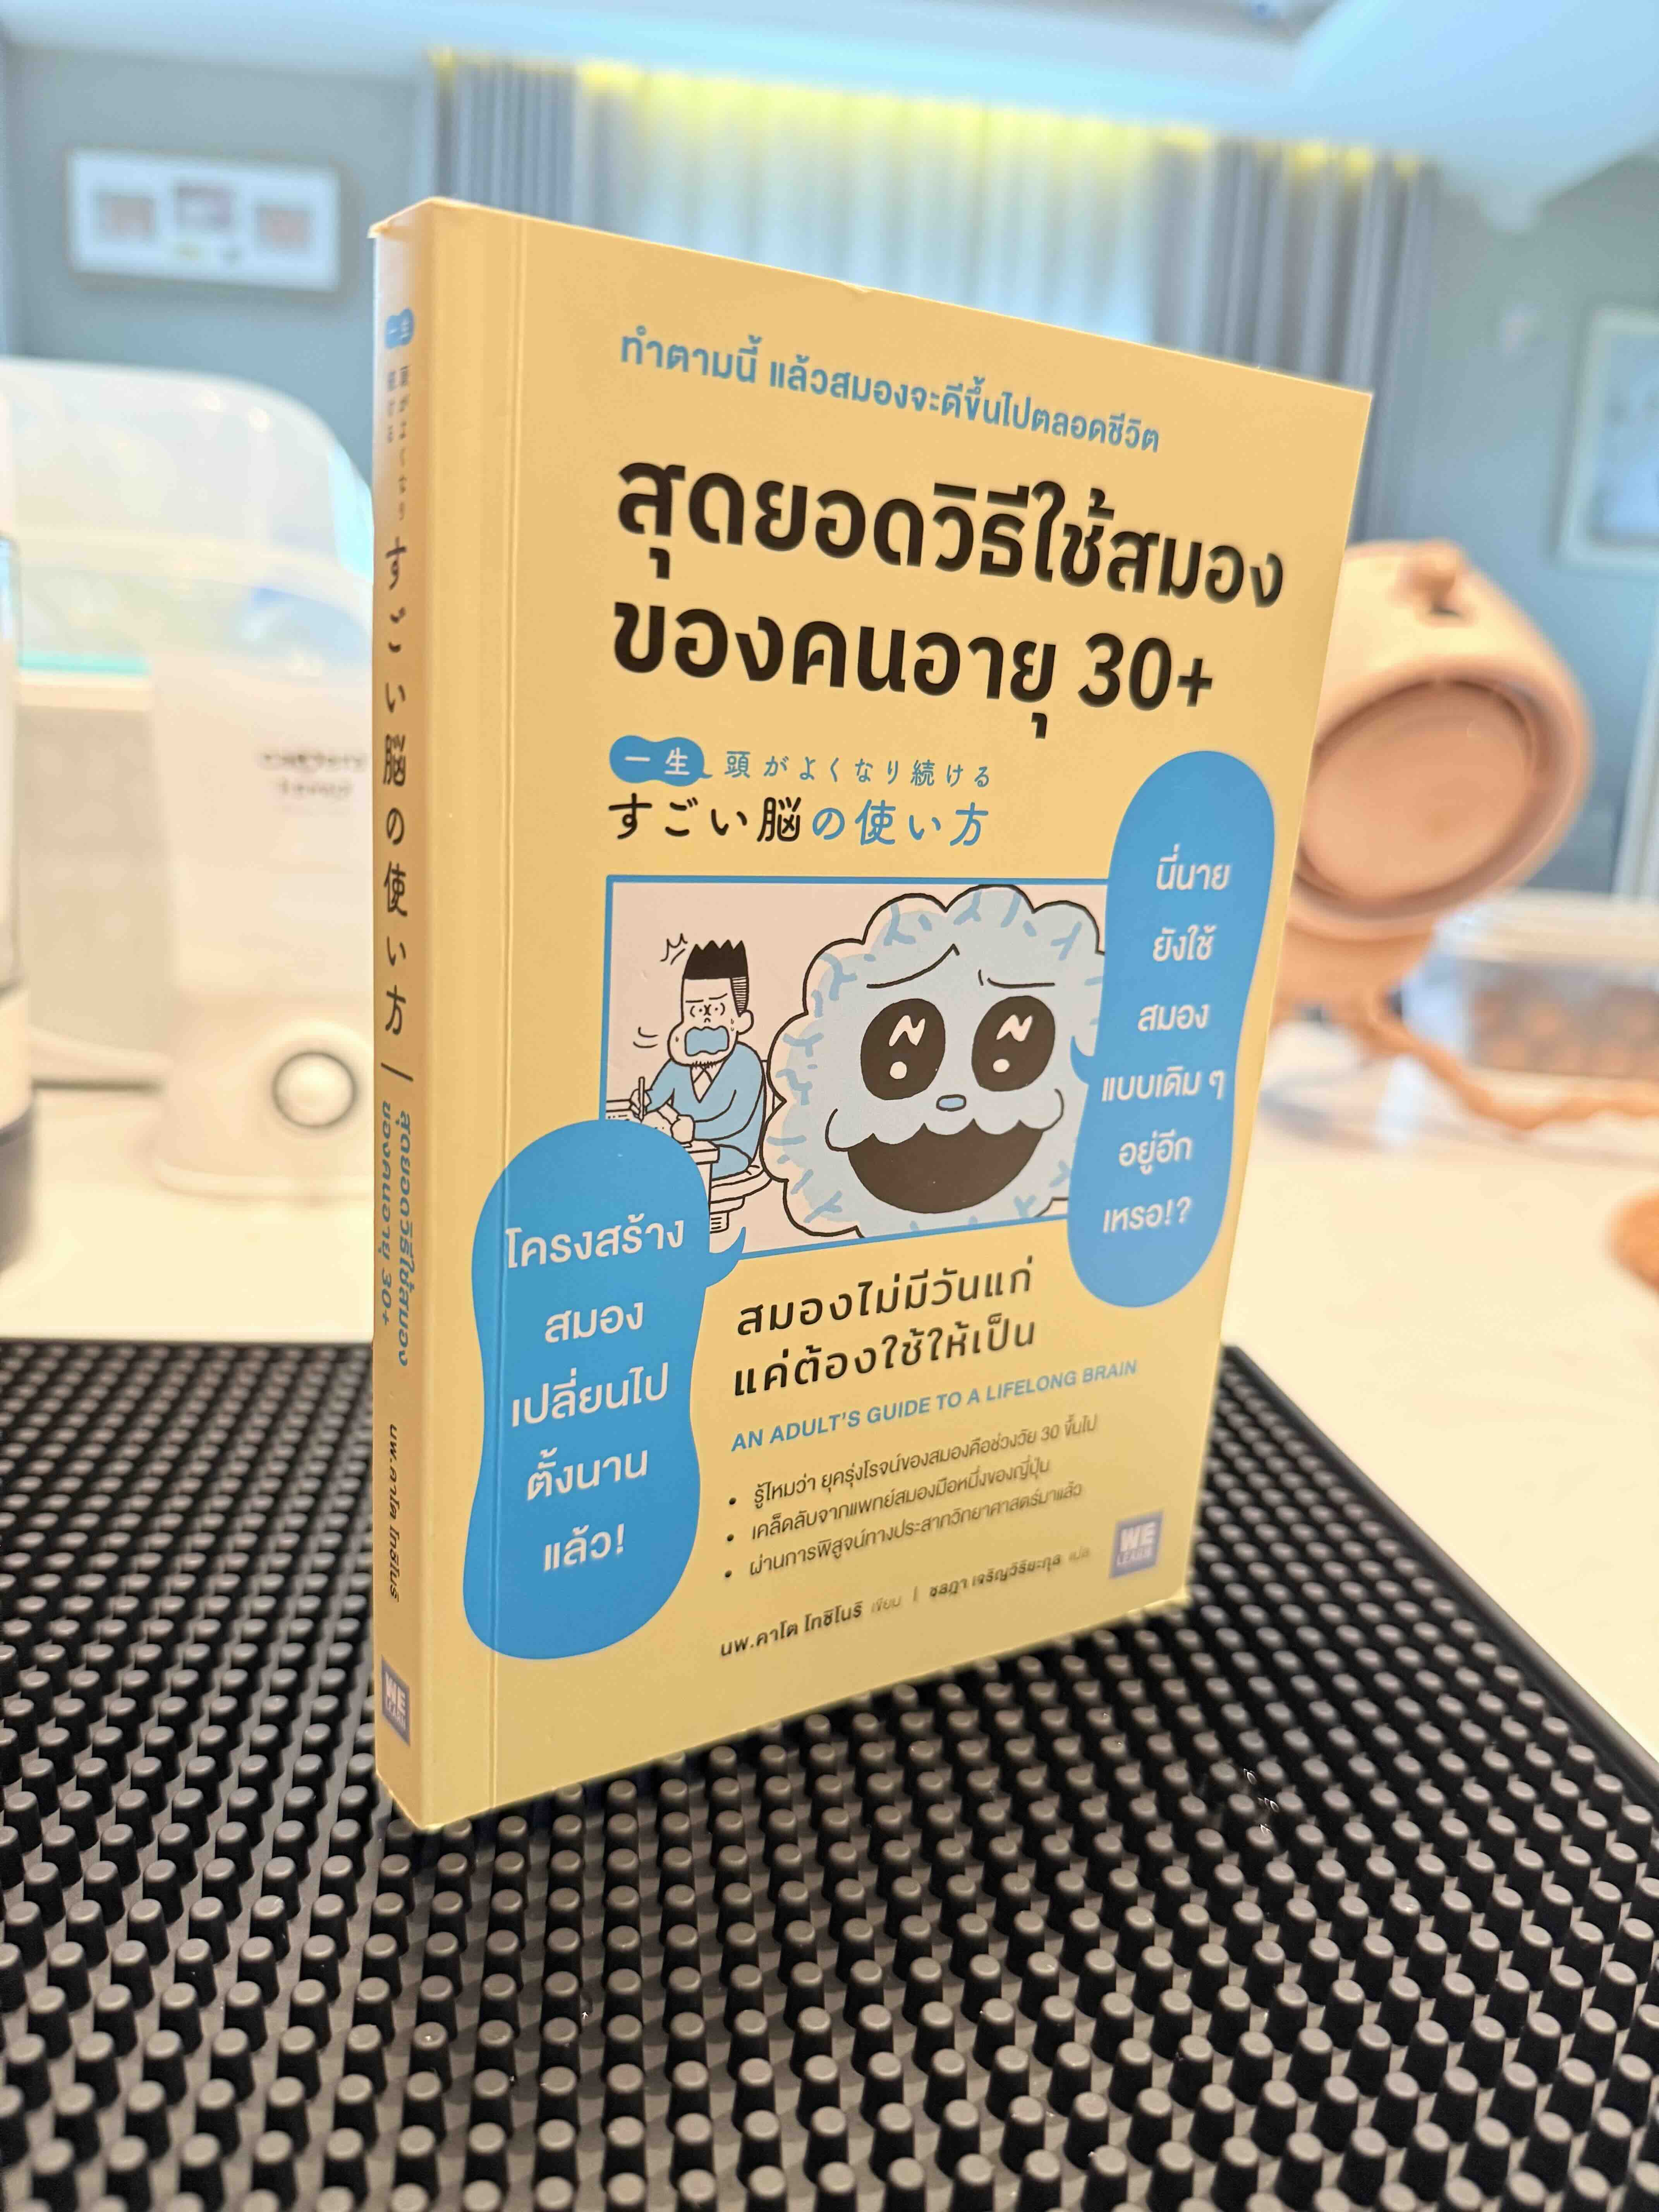 ทำตามนี้ แล้วสมองจะดีขึ้นไปตลอดชีวิต
สุดยอดวิธีใช้สมอง
ของคนอายุ 30+
一生 頭がよくなり続ける
すごい脳の使い方
นี่นาย
ยังใช้
สมอง
แบบเดิม ๆ
อยู่อีก
เหรอ!?
โครงสร้าง
สมอง
เปลี่ยนไป
ตั้งนาน
แล้ว!
สมองไม่มีวันแก่
แค่ต้องใช้ให้เป็น
AN ADULT'S GUIDE TO A LIFELONG BRAIN
• รู้ไหมว่า ยุครุ่งโรจน์ของสมองคือช่วงวัย 30 ขึ้นไป
• เคล็ดลับจากแพทย์สมองมือหนึ่งของญี่ปุ่น
• ผ่านการพิสูจน์ทางประสาทวิทยาศาสตร์มาแล้ว
นพ.คาโต โทชิโนริ เขียน | ชลฎา เจริญวิริยะกุล แปล
WE
LEARN
一生
頭がよくなり
続ける
すごい脳の使い方
สุดยอดวิธีใช้สมอง
ของคนอายุ 30+
นพ.คาโต โทชิโนริ
WE
LEARN